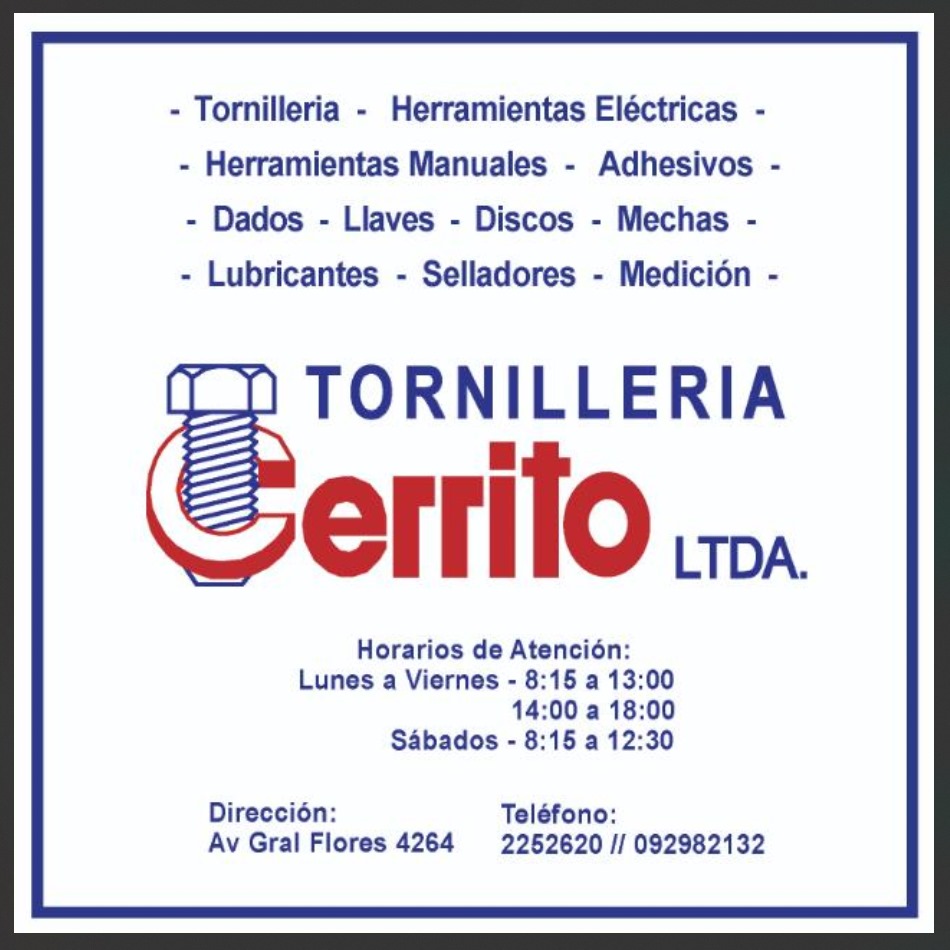 - Tornilleria - Herramientas Eléctricas -
- Herramientas Manuales - Adhesivos -
- Dados - Llaves - Discos - Mechas -
- Lubricantes - Selladores - Medición -
TORNILLERIA
Cerrito LTDA.
Horarios de Atención:
Lunes a Viernes - 8:15 a 13:00
14:00 a 18:00
Sábados - 8:15 a 12:30
Dirección:
Av Gral Flores 4264
Teléfono:
2252620 // 092982132